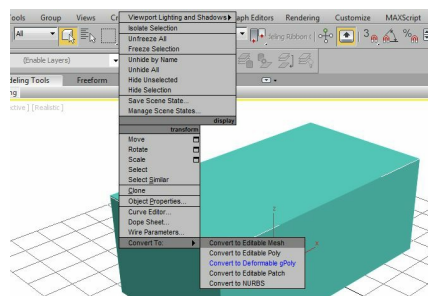 ools Group Views Cr
Viewport Lighting and Shadows
aph Editors Rendering Customize MAXScript
All
Isolate Selection
Unfreeze All
Freeze Selection
(Enable Layers)
Unhide by Name
Unhide All
deling Tools Freeform
Hide Unselected
Hide Selection
Save Scene State...
Manage Scene States...
ctive ] [Realistic ]
display
transform
Move
Rotate
Scale
Select
Select Similar
Clone
Object Properties...
Curve Editor...
Dope Sheet...
Wire Parameters...
Convert To:
Convert to Editable Mesh
Convert to Editable Poly
Convert to Deformable gPoly
Convert to Editable Patch
Convert to NURBS
z
x